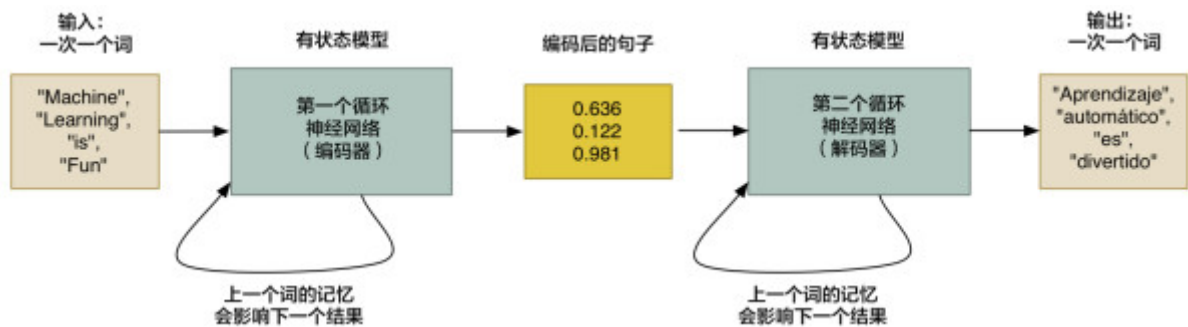 输入：
一次一个词
"Machine",
"Learning",
"is",
"Fun"
有状态模型
第一个循环
神经网络
（编码器）
上一个词的记忆
会影响下一个结果
编码后的句子
0.636
0.122
0.981
有状态模型
第二个循环
神经网络
（解码器）
上一个词的记忆
会影响下一个结果
输出：
一次一个词
"Aprendizaje",
"automático",
"es",
"divertido"